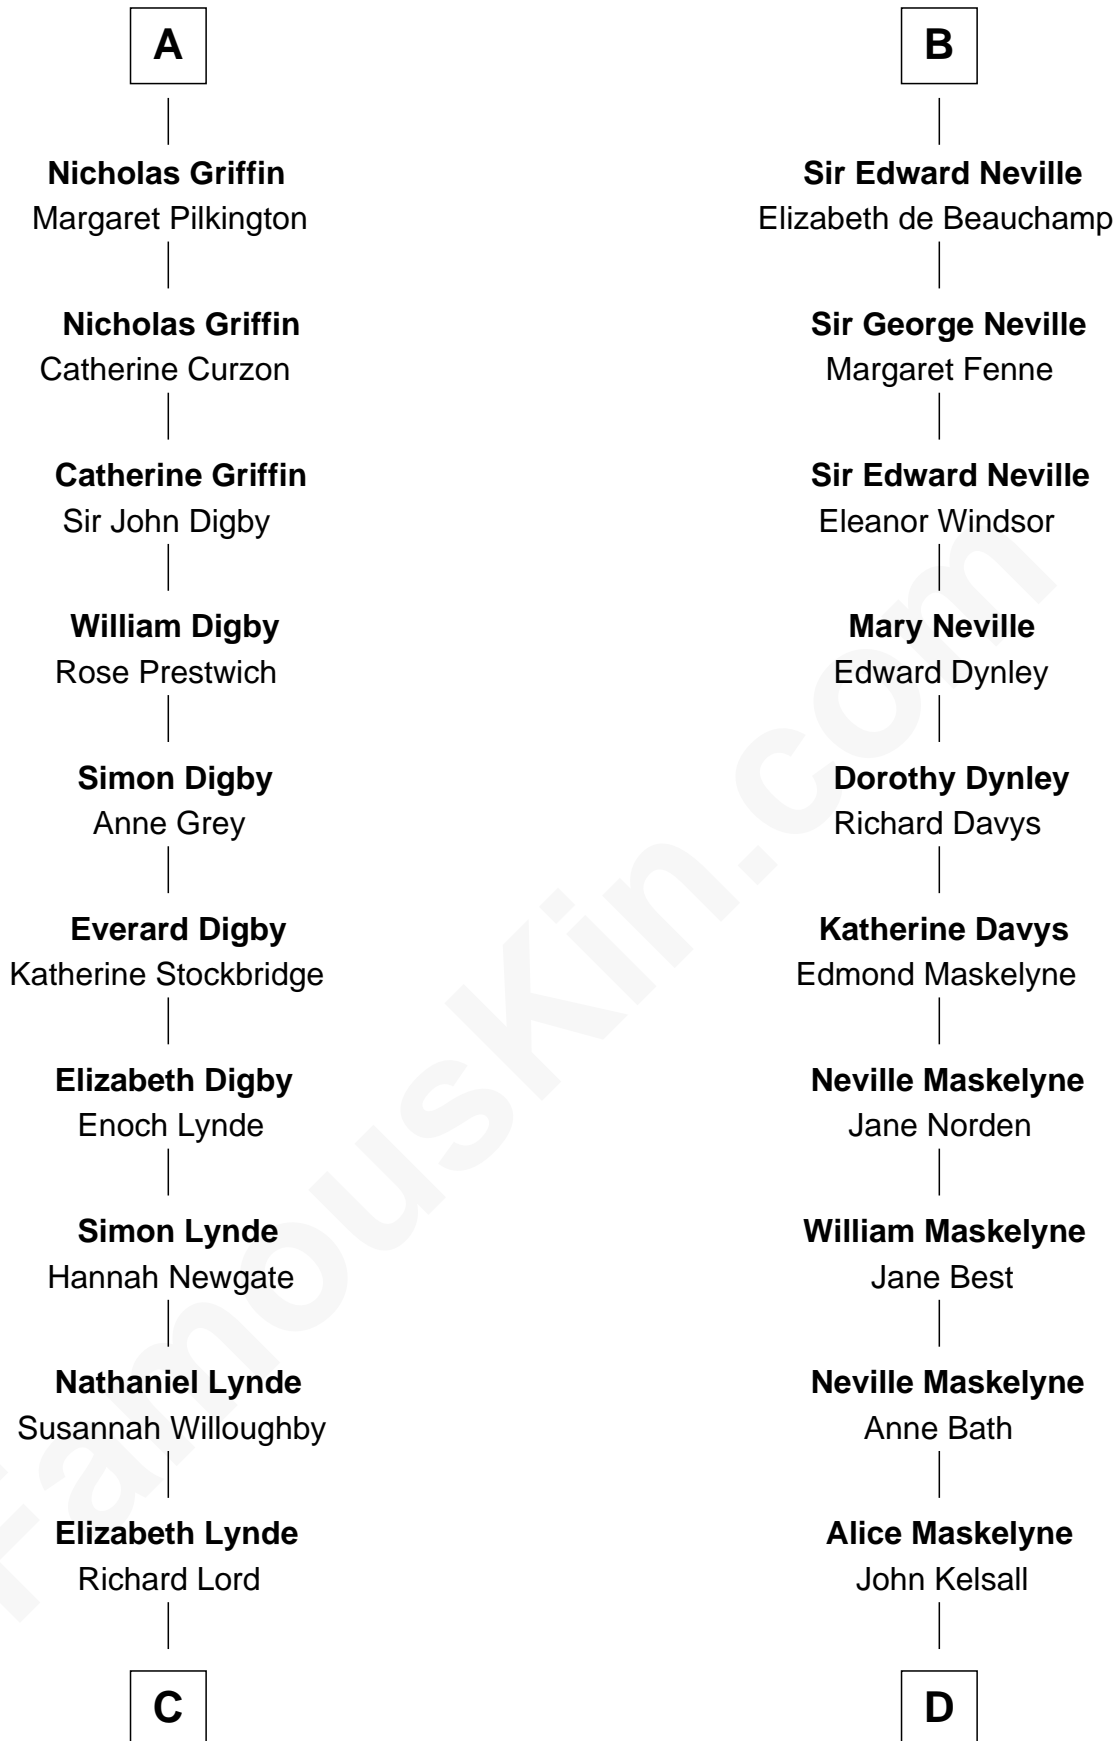 A
Nicholas Griffin
Margaret Pilkington
Nicholas Griffin
Catherine Curzon
Catherine Griffin
Sir John Digby
William Digby
Rose Prestwich
Simon Digby
Anne Grey
Everard Digby
Katherine Stockbridge
Elizabeth Digby
Enoch Lynde
Simon Lynde
Hannah Newgate
Nathaniel Lynde
Susannah Willoughby
Elizabeth Lynde
Richard Lord
C
B
Sir Edward Neville
Elizabeth de Beauchamp
Sir George Neville
Margaret Fenne
Sir Edward Neville
Eleanor Windsor
Mary Neville
Edward Dynley
Dorothy Dynley
Richard Davys
Katherine Davys
Edmond Maskelyne
Neville Maskelyne
Jane Norden
William Maskelyne
Jane Best
Neville Maskelyne
Anne Bath
Alice Maskelyne
John Kelsall
D
FamousKin.com